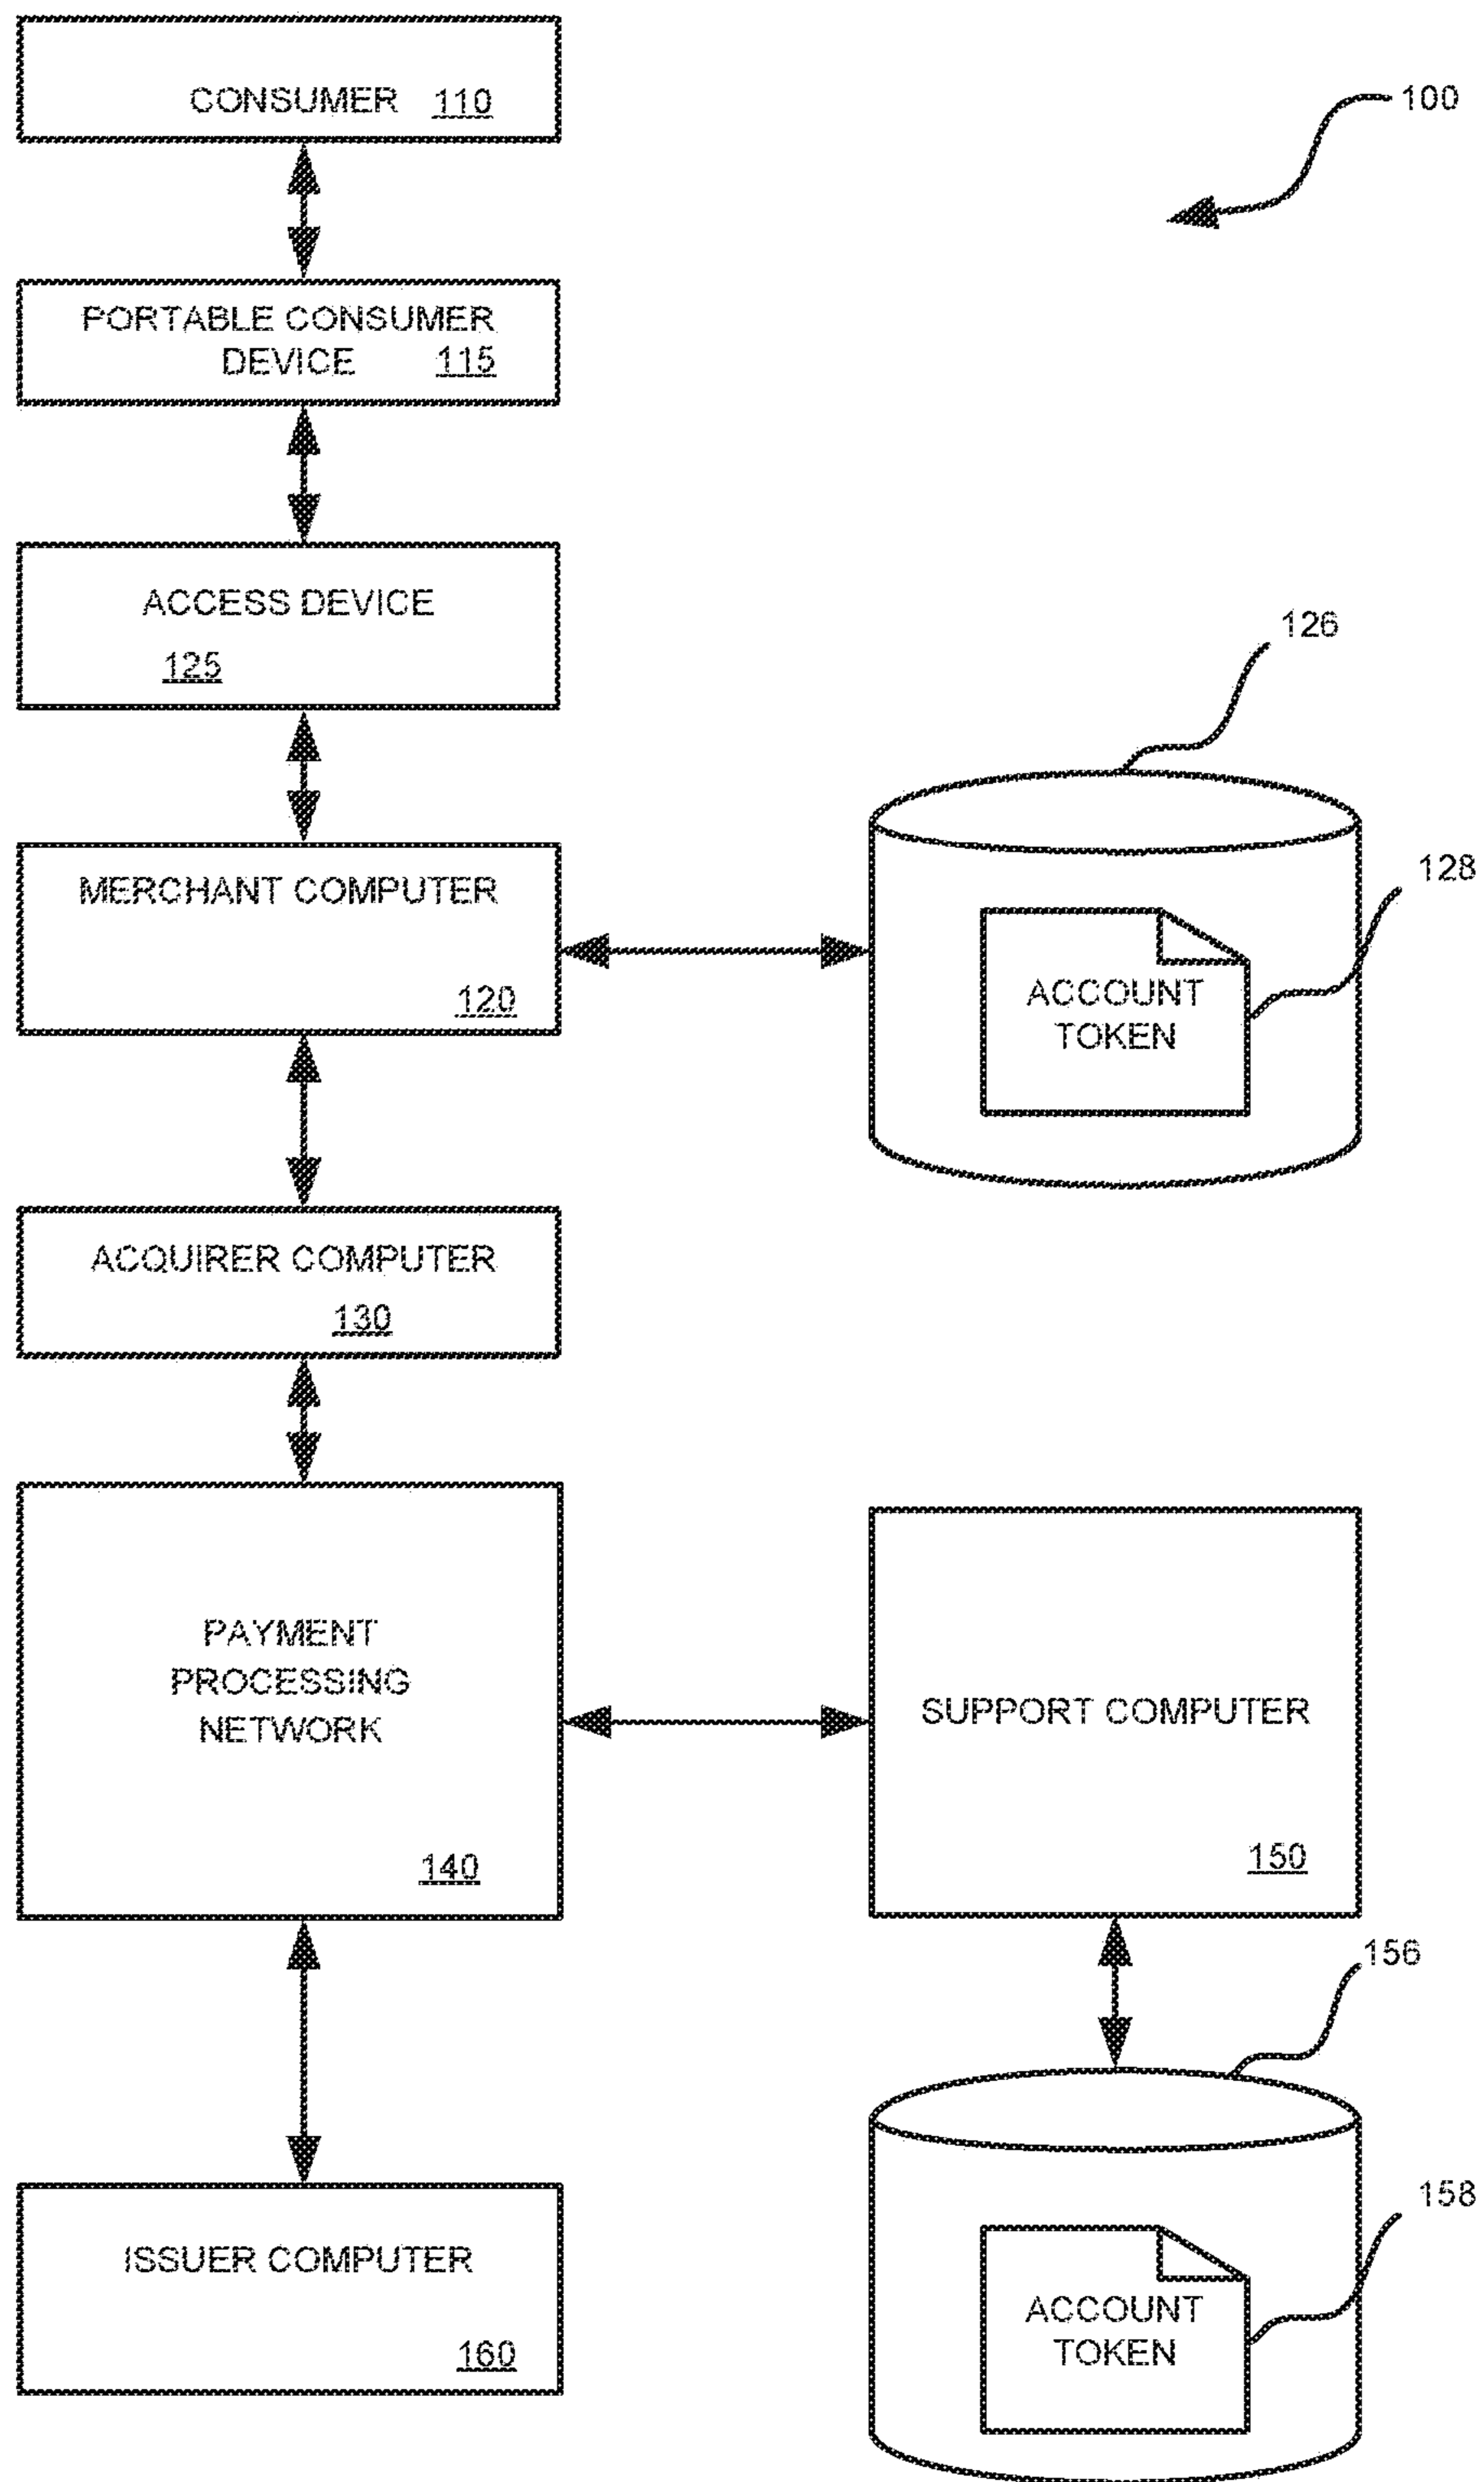 CONSUMER 110
100
PORTABLE CONSUMER
DEVICE 115
ACCESS DEVICE
125
126
MERCHANT COMPUTER
120
128
ACCOUNT
TOKEN
ACQUIRER COMPUTER
130
PAYMENT
PROCESSING
NETWORK
140
SUPPORT COMPUTER
150
156
ISSUER COMPUTER
160
158
ACCOUNT
TOKEN